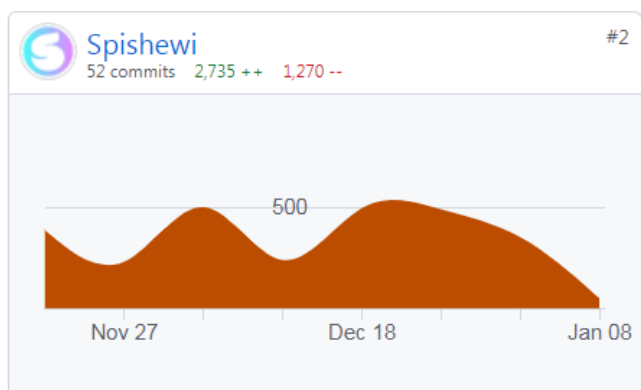 Spishewi
#2
52 commits 2,735 ++ 1,270 --
500
Nov 27 Dec 18 Jan 08